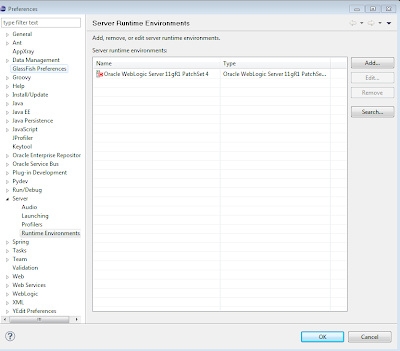 Preferences
type filter text
General
Ant
AppXray
Data Management
GlassFish Preferences
Groovy
Help
Install/Update
Java
Java EE
Java Persistence
JavaScript
JProfiler
Keytool
Oracle Enterprise Repositor
Oracle Service Bus
Plug-in Development
Pydev
Run/Debug
Server
Audio
Launching
Profilers
Runtime Environments
Spring
Tasks
Team
Validation
Web
Web Services
WebLogic
XML
YEdit Preferences
Server Runtime Environments
Add, remove, or edit server runtime environments.
Server runtime environments:
Name Type
Oracle WebLogic Server 11gR1 PatchSet 4 Oracle WebLogic Server 11gR1 PatchSe...
Add...
Edit...
Remove
Search...
OK Cancel